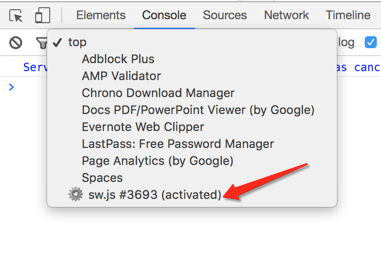 Elements Console Sources Network Timeline
✓ top
log
Adblock Plus
Serv
as canc
AMP Validator
Chrono Download Manager
Docs PDF/PowerPoint Viewer (by Google)
Evernote Web Clipper
LastPass: Free Password Manager
Page Analytics (by Google)
Spaces
sw.js #3693 (activated)